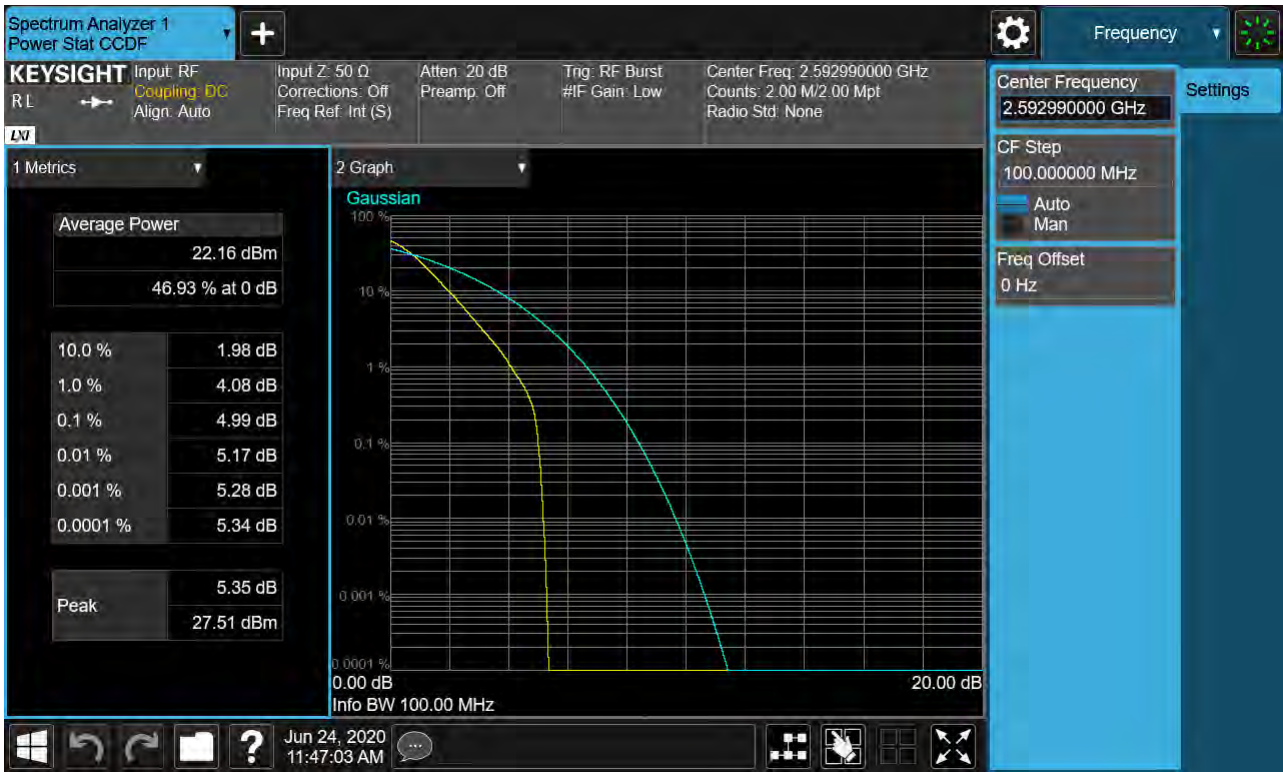 Spectrum Analyzer 1
Power Stat CCDF
+
Frequency
KEYSIGHT
RL
LXI
Input: RF
Coupling: DC
Align: Auto
Input Z: 50 Ω
Corrections: Off
Freq Ref: Int (S)
Atten: 20 dB
Preamp: Off
Trig: RF Burst
#IF Gain: Low
Center Freq: 2.592990000 GHz
Counts: 2.00 M/2.00 Mpt
Radio Std: None
Center Frequency
2.592990000 GHz
Settings
CF Step
100.000000 MHz
Auto
Man
Freq Offset
0 Hz
1 Metrics
Average Power
22.16 dBm
46.93 % at 0 dB
10.0 % 1.98 dB
1.0 % 4.08 dB
0.1 % 4.99 dB
0.01 % 5.17 dB
0.001 % 5.28 dB
0.0001 % 5.34 dB
Peak
5.35 dB
27.51 dBm
2 Graph
Gaussian
100 %
10 %
1 %
0.1 %
0.01 %
0.001 %
0.0001 %
0.00 dB
20.00 dB
Info BW 100.00 MHz
?
Jun 24, 2020
11:47:03 AM